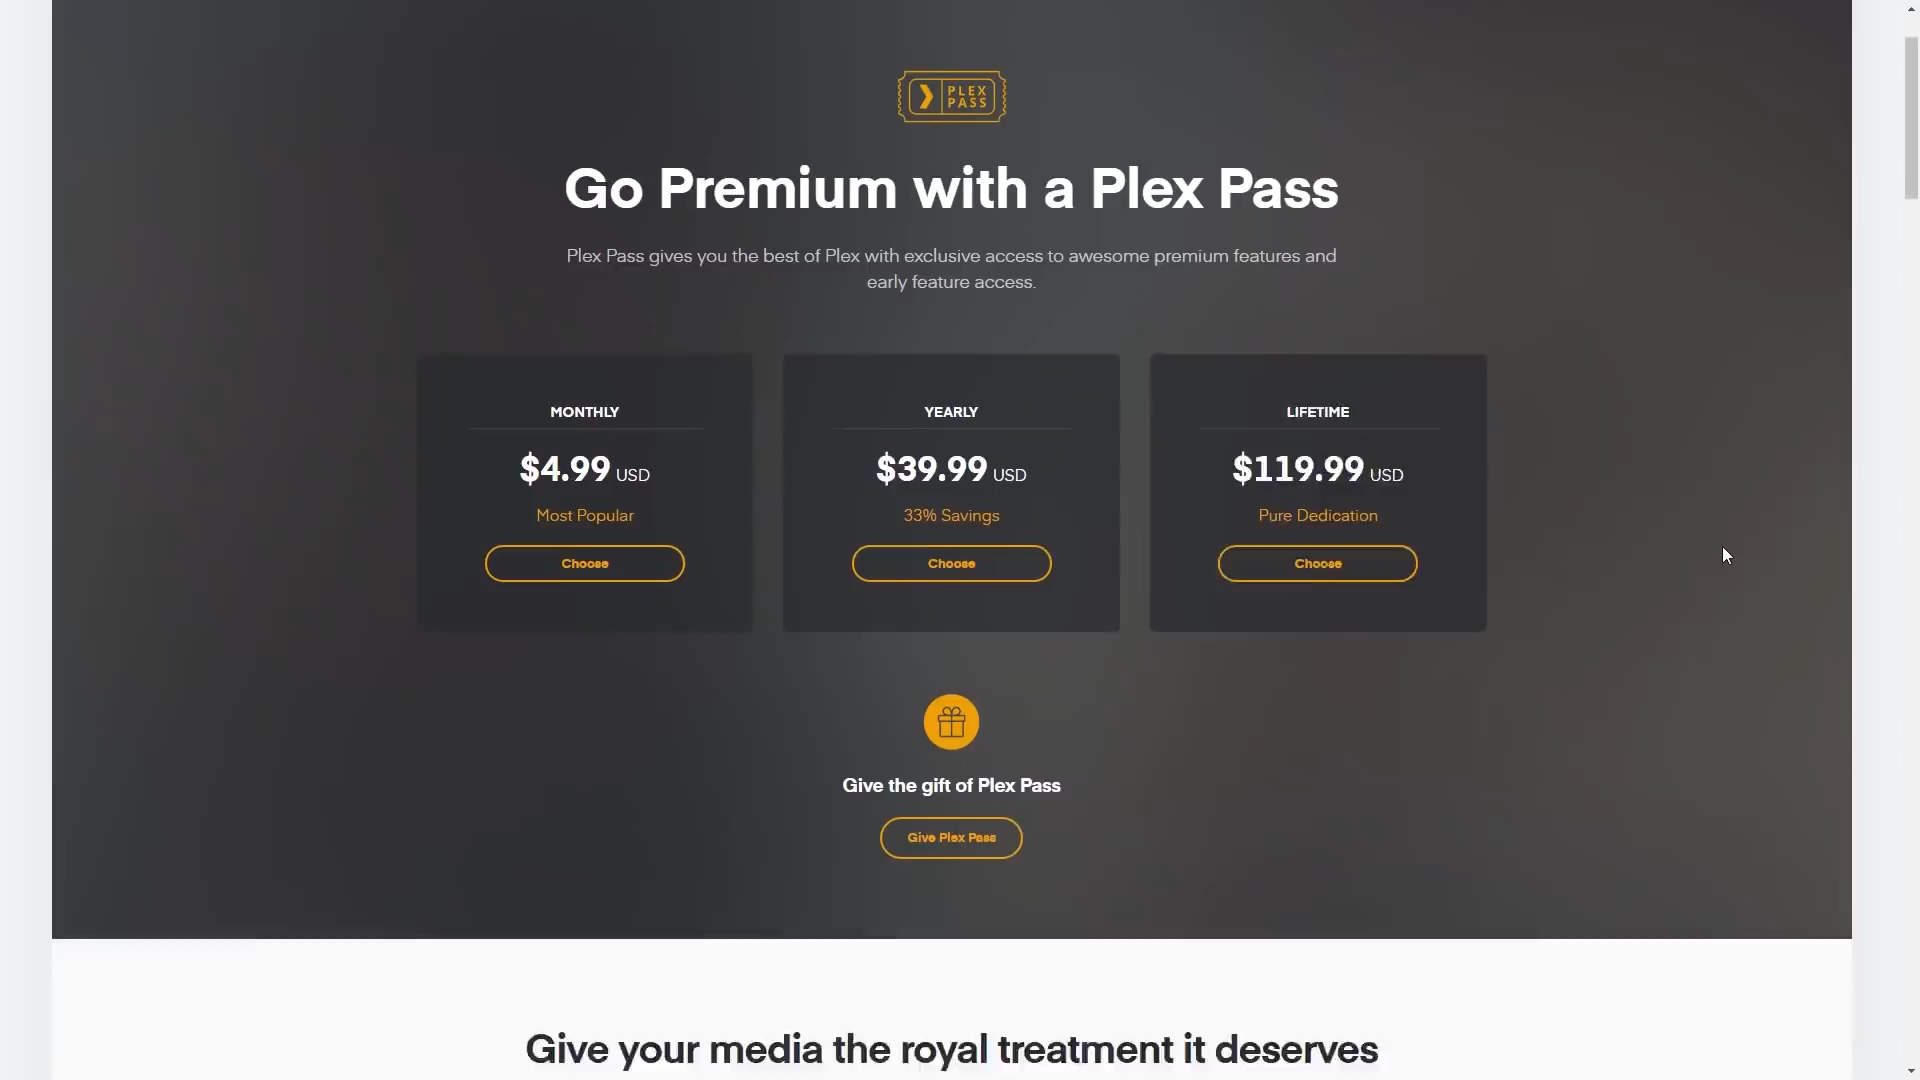 PLEX
PASS
Go Premium with a Plex Pass
Plex Pass gives you the best of Plex with exclusive access to awesome premium features and
early feature access.
MONTHLY
$4.99 USD
Most Popular
Choose
YEARLY
$39.99 USD
33% Savings
Choose
LIFETIME
$119.99 USD
Pure Dedication
Choose
Give the gift of Plex Pass
Give Plex Pass
Give your media the royal treatment it deserves